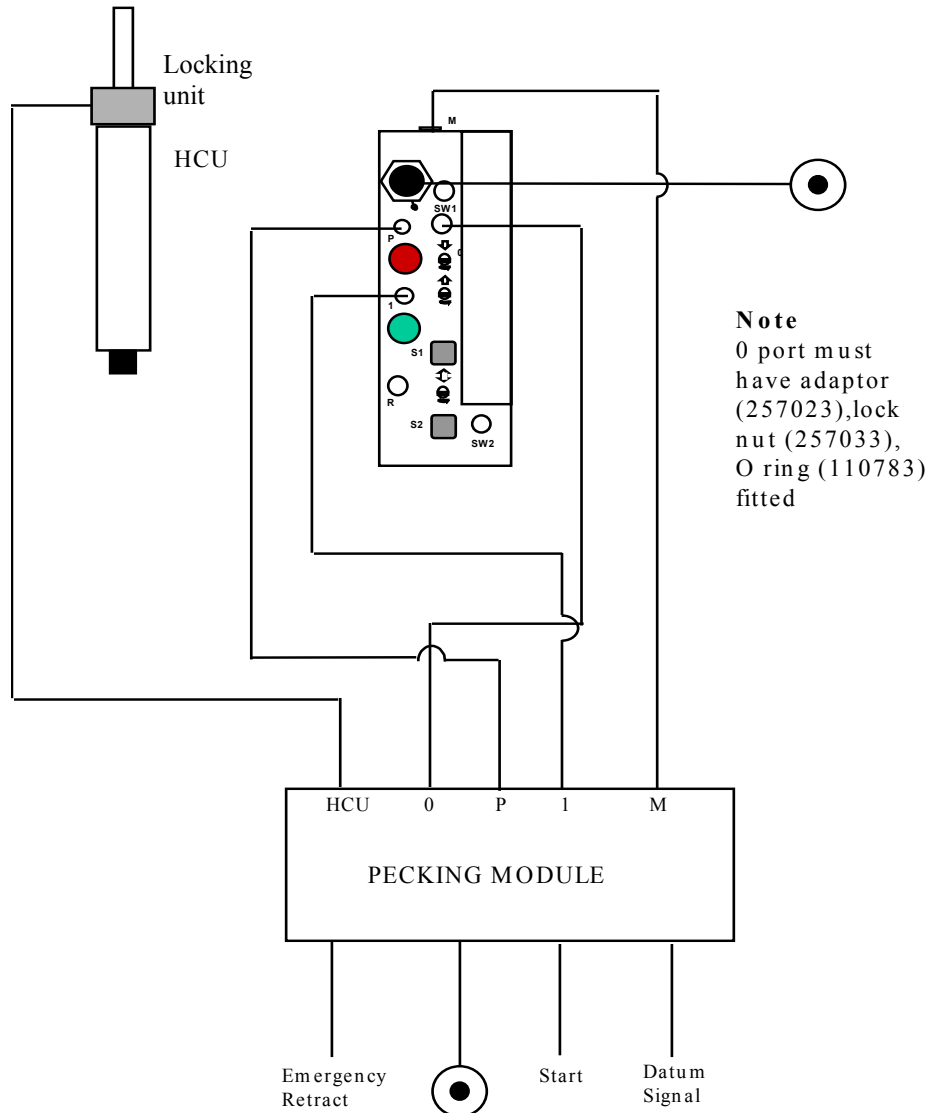 Locking
unit
HCU
M
SW1
P
0
1
S1
R
S2
SW2
Note
0 port must
have adaptor
(257023),lock
nut (257033),
O ring (110783)
fitted
HCU 0 P 1 M
PECKING MODULE
Emergency
Retract
Start
Datum
Signal